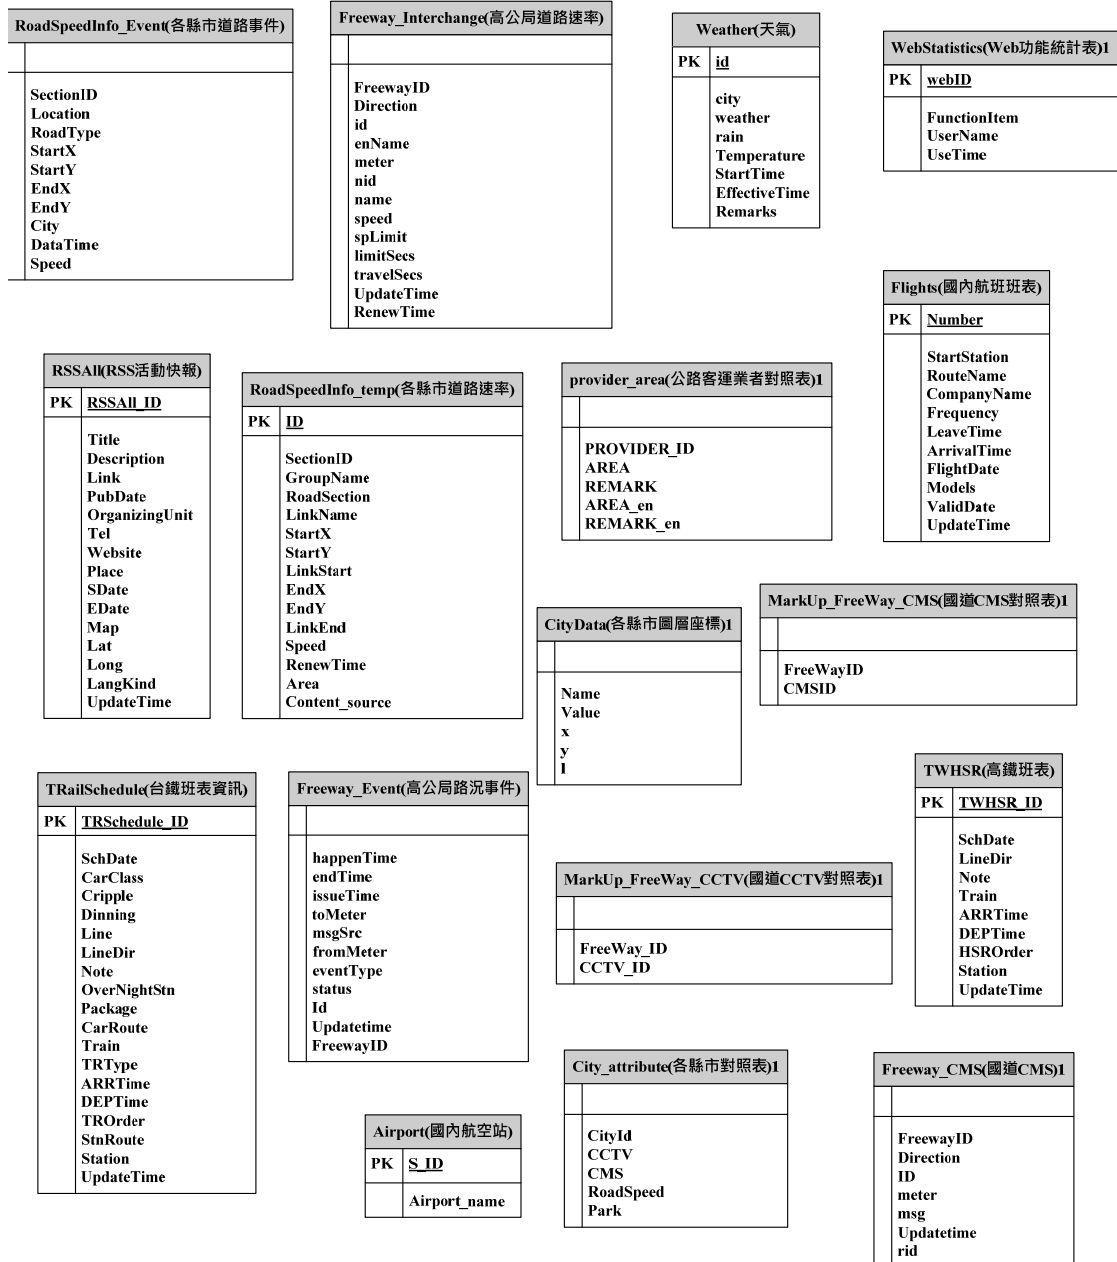 RoadSpeedInfo_Event(各縣市道路事件)
SectionID
Location
RoadType
StartX
StartY
EndX
EndY
City
DataTime
Speed
Freeway_Interchange(高公局道路速率)
FreewayID
Direction
id
enName
meter
nid
name
speed
spLimit
limitSecs
travelSecs
UpdateTime
RenewTime
Weather(天氣)
PK id
city
weather
rain
Temperature
StartTime
EffectiveTime
Remarks
WebStatistics(Web功能統計表)1
PK webID
FunctionItem
UserName
UseTime
Flights(國內航班班表)
PK Number
StartStation
RouteName
CompanyName
Frequency
LeaveTime
ArrivalTime
FlightDate
Models
ValidDate
UpdateTime
RSSAll(RSS活動快報)
PK RSSAll_ID
Title
Description
Link
PubDate
OrganizingUnit
Tel
Website
Place
SDate
EDate
Map
Lat
Long
LangKind
UpdateTime
RoadSpeedInfo_temp(各縣市道路速率)
PK ID
SectionID
GroupName
RoadSection
LinkName
StartX
StartY
LinkStart
EndX
EndY
LinkEnd
Speed
RenewTime
Area
Content_source
provider_area(公路客運業者對照表)1
PROVIDER_ID
AREA
REMARK
AREA_en
REMARK_en
CityData(各縣市圖層座標)1
Name
Value
x
y
l
MarkUp_FreeWay_CMS(國道CMS對照表)1
FreeWayID
CMSID
TRailSchedule(台鐵班表資訊)
PK TRSchedule_ID
SchDate
CarClass
Cripple
Dinning
Line
LineDir
Note
OverNightStn
Package
CarRoute
Train
TRType
ARRTime
DEPTime
TROrder
StnRoute
Station
UpdateTime
Freeway_Event(高公局路況事件)
happenTime
endTime
issueTime
toMeter
msgSrc
fromMeter
eventType
status
Id
Updatetime
FreewayID
MarkUp_FreeWay_CCTV(國道CCTV對照表)1
FreeWay_ID
CCTV_ID
TWHSR(高鐵班表)
PK TWHSR_ID
SchDate
LineDir
Note
Train
ARRTime
DEPTime
HSROrder
Station
UpdateTime
Airport(國內航空站)
PK S_ID
Airport_name
City_attribute(各縣市對照表)1
CityId
CCTV
CMS
RoadSpeed
Park
Freeway_CMS(國道CMS)1
FreewayID
Direction
ID
meter
msg
Updatetime
rid